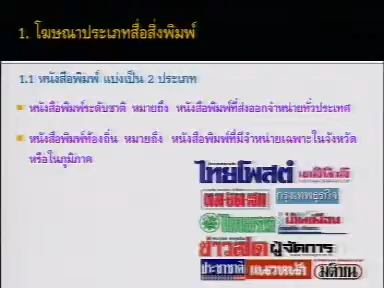 1. โฆษณาประเภทสื่อสิ่งพิมพ์
1.1 หนังสือพิมพ์ แบ่งเป็น 2 ประเภท
หนังสือพิมพ์ระดับชาติ หมายถึง หนังสือพิมพ์ที่ส่งออกจำหน่ายทั่วประเทศ
หนังสือพิมพ์ท้องถิ่น หมายถึง หนังสือพิมพ์ที่มีจำหน่ายเฉพาะในจังหวัด
หรือในภูมิภาค
ไทยโพสต์
กรุงเทพธุรกิจ
ข่าวสด ผู้จัดการ
ประชาชาติ แนวหน้า มติชน